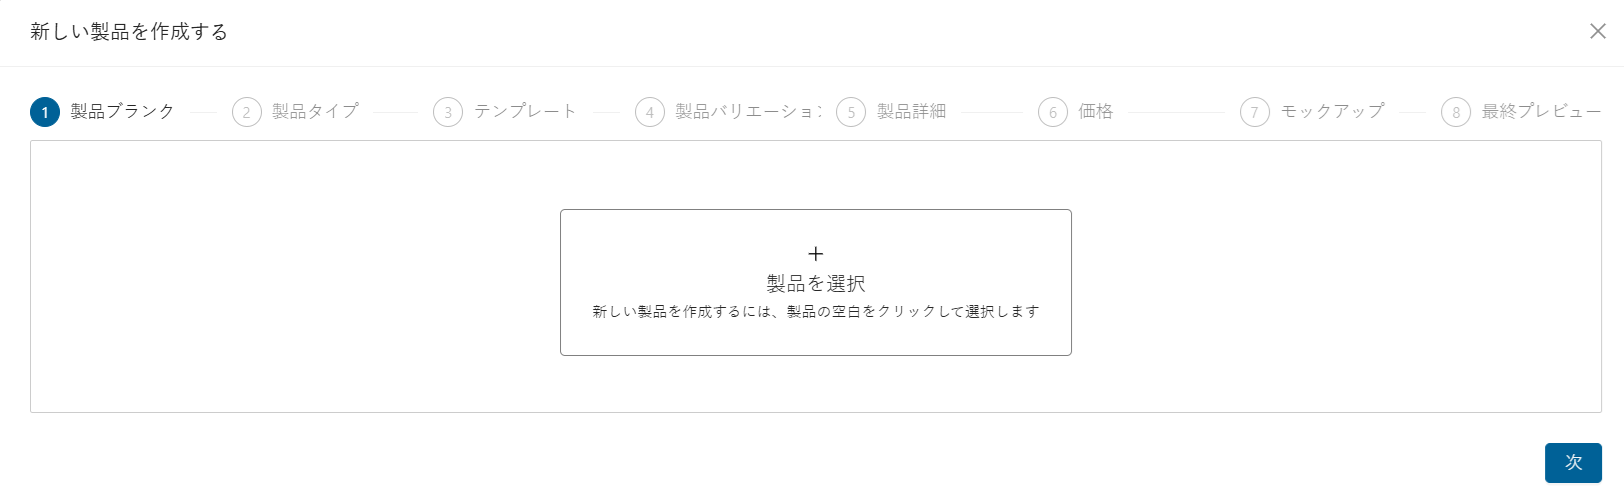 新しい製品を作成する
1 製品ブランク 2 製品タイプ 3 テンプレート 4 製品バリエーション 5 製品詳細 6 価格 7 モックアップ 8 最終プレビュー
+
製品を選択
新しい製品を作成するには、製品の空白をクリックして選択します
次